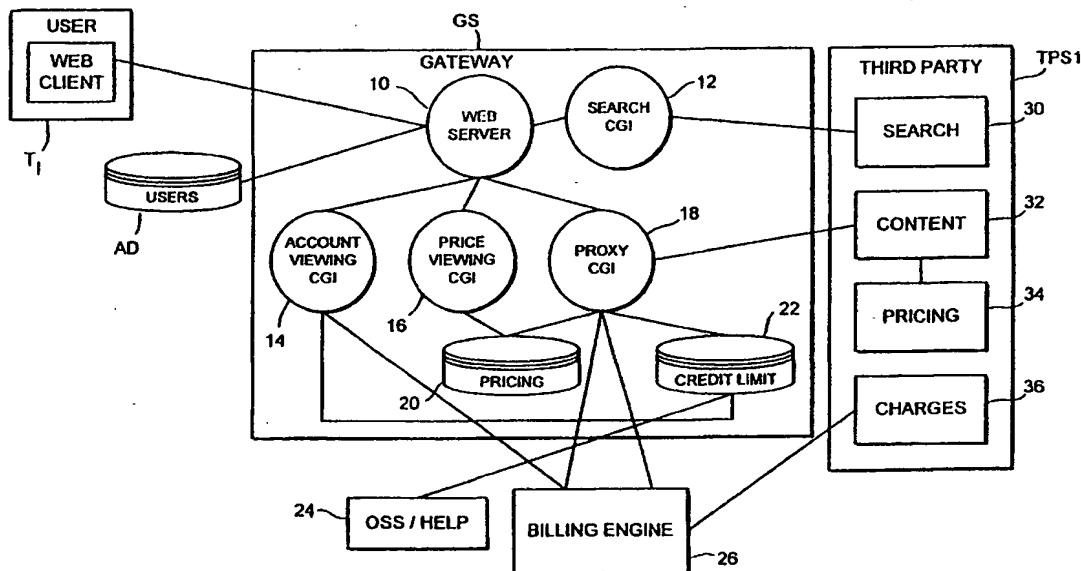 USER
WEB
CLIENT
T1
USERS
AD
GS
GATEWAY
10
WEB
SERVER
12
SEARCH
CGI
ACCOUNT
VIEWING
CGI
14
PRICE
VIEWING
CGI
16
PROXY
CGI
18
PRICING
20
CREDIT LIMIT
22
THIRD PARTY
TPS1
SEARCH
30
CONTENT
32
PRICING
34
CHARGES
36
24
OSS / HELP
BILLING ENGINE
26